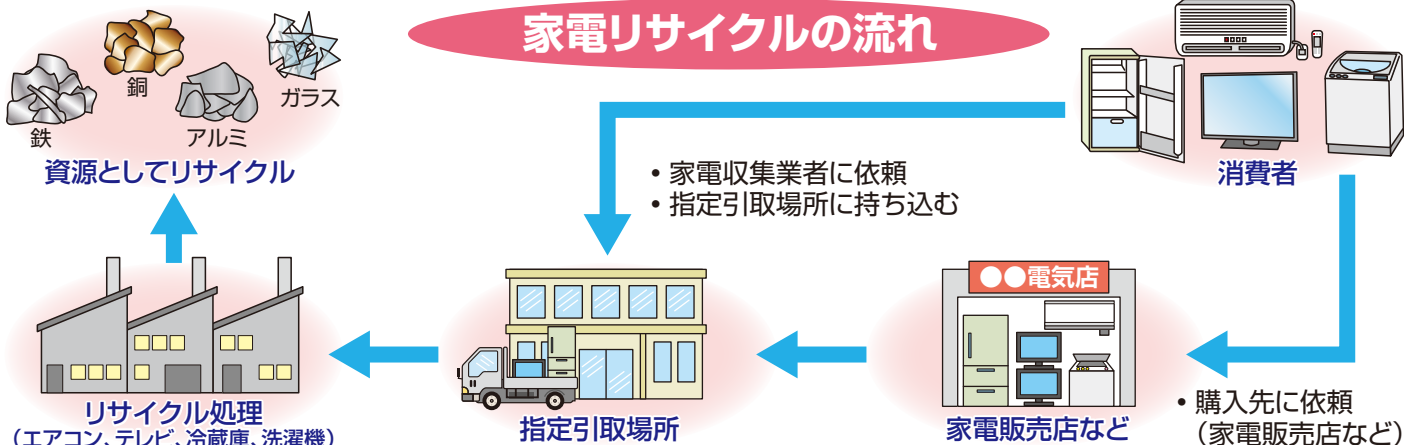 家電リサイクルの流れ
鉄
銅
アルミ
ガラス
資源としてリサイクル
消費者
• 家電収集業者に依頼
• 指定引取場所に持ち込む
●●電気店
リサイクル処理
（エアコン、テレビ、冷蔵庫、洗濯機）
指定引取場所
家電販売店など
• 購入先に依頼
（家電販売店など）